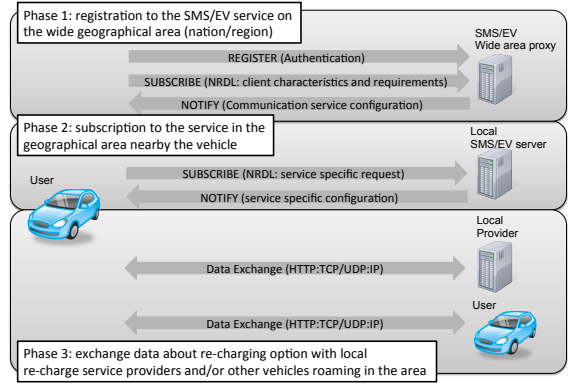 Phase 1: registration to the SMS/EV service on
the wide geographical area (nation/region)
SMS/EV
Wide area proxy
REGISTER (Authentication)
SUBSCRIBE (NRDL: client characteristics and requirements)
NOTIFY (Communication service configuration)
Phase 2: subscription to the service in the
geographical area nearby the vehicle
Local
SMS/EV server
User
SUBSCRIBE (NRDL: service specific request)
NOTIFY (service specific configuration)
Local
Provider
Data Exchange (HTTP:TCP/UDP:IP)
User
Data Exchange (HTTP:TCP/UDP:IP)
Phase 3: exchange data about re-charging option with local
re-charge service providers and/or other vehicles roaming in the area